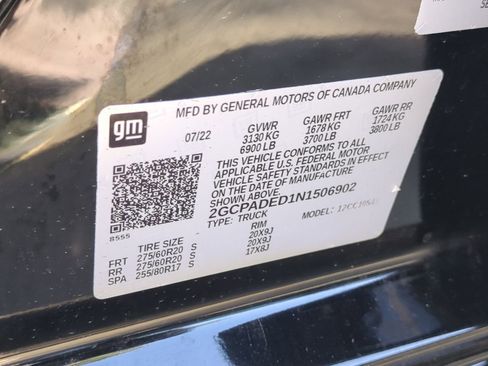 MFD BY GENERAL MOTORS OF CANADA COMPANY
gm
07/22 GVWR GAWR FRT GAWR RR
3130 KG 1678 KG 1724 KG
6900 LB 3700 LB 3800 LB
THIS VEHICLE CONFORMS TO ALL
APPLICABLE U.S. FEDERAL MOTOR
VEHICLE SAFETY STANDARDS IN
EFFECT ON THE DATE OF MANUFACTURE
SHOWN ABOVE.
2GCPADED1N1506902
TYPE: TRUCK MODEL:
8555
TIRE SIZE RIM
FRT 275/60R20 S 20X9J
RR 275/60R20 S 20X9J
SPA 255/80R17 S 17X8J